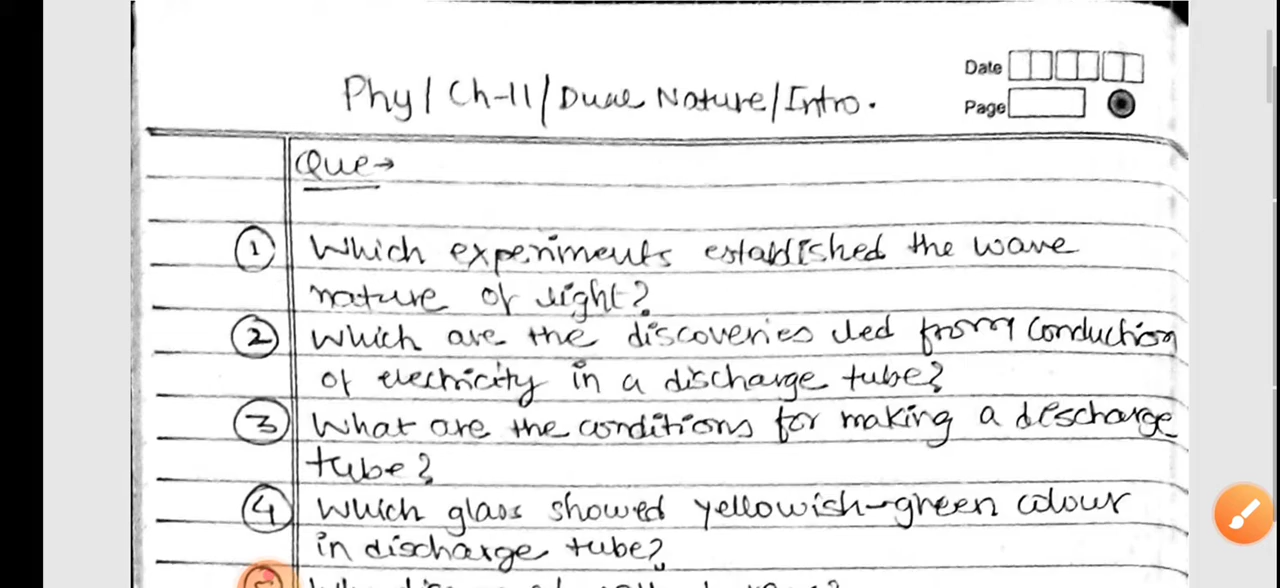 Date
Phy/Ch-11/Dual Nature/Intro.
Page
Que→
① Which experiments established the wave
nature of light?
② Which are the discoveries led from conduction
of electricity in a discharge tube?
③ What are the conditions for making a discharge
tube?
④ Which glass showed yellowish-green colour
in discharge tube?